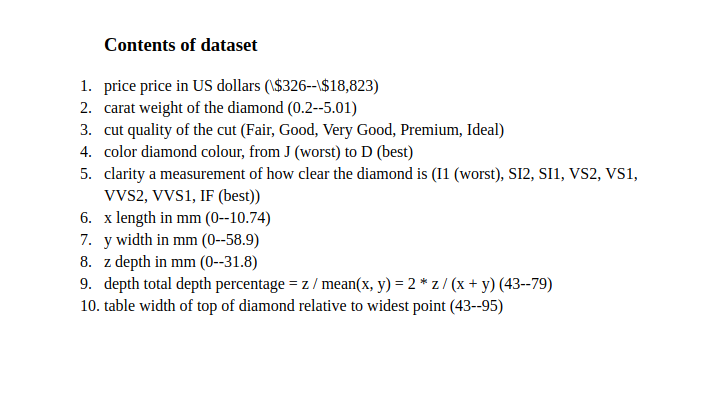 Contents of dataset
1. price price in US dollars (\$326--\$18,823)
2. carat weight of the diamond (0.2--5.01)
3. cut quality of the cut (Fair, Good, Very Good, Premium, Ideal)
4. color diamond colour, from J (worst) to D (best)
5. clarity a measurement of how clear the diamond is (I1 (worst), SI2, SI1, VS2, VS1,
VVS2, VVS1, IF (best))
6. x length in mm (0--10.74)
7. y width in mm (0--58.9)
8. z depth in mm (0--31.8)
9. depth total depth percentage = z / mean(x, y) = 2 * z / (x + y) (43--79)
10. table width of top of diamond relative to widest point (43--95)